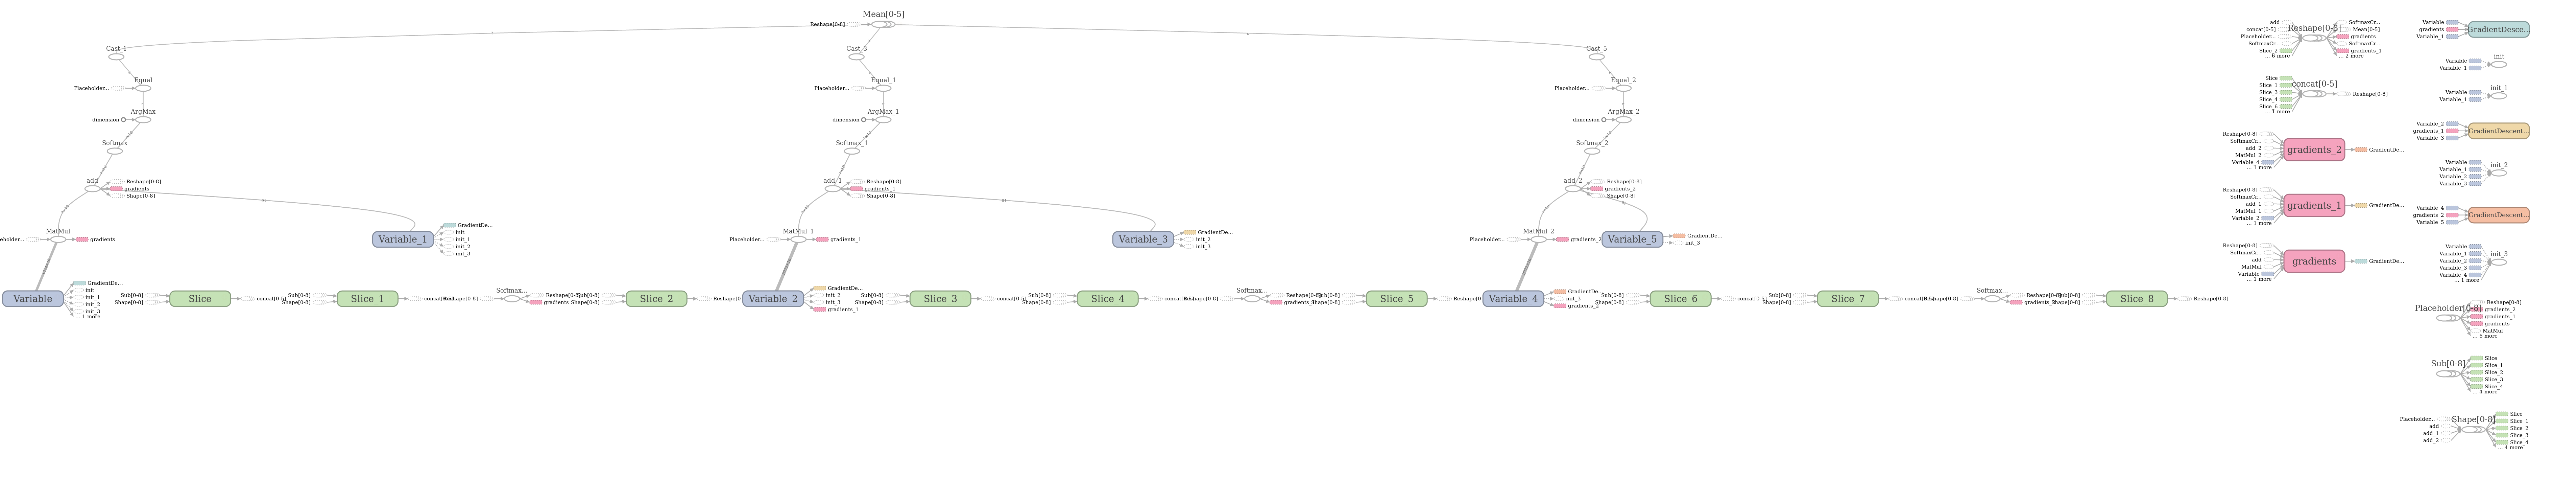 Mean[0-5]
Reshape[0-8]
Cast_1
Equal
Placeholder...
ArgMax
dimension
Softmax
add
Reshape[0-8]
gradients
Shape[0-8]
MatMul
eholder...
gradients
Variable_1
GradientDe...
init
init_1
init_2
init_3
Variable
GradientDe...
init
init_1
init_2
init_3
... 1 more
Sub[0-8]
Shape[0-8]
Slice
concat[0-5]
Sub[0-8]
Shape[0-8]
Slice_1
concat[0-5]
Reshape[0-8]
Softmax...
Reshape[0-8]
gradients
Sub[0-8]
Shape[0-8]
Slice_2
Reshape[0-8]
Cast_3
Equal_1
Placeholder...
ArgMax_1
dimension
Softmax_1
add_1
Reshape[0-8]
gradients_1
Shape[0-8]
MatMul_1
Placeholder...
gradients_1
Variable_3
GradientDe...
init_2
init_3
Variable_2
GradientDe...
init_2
init_3
gradients_1
Sub[0-8]
Shape[0-8]
Slice_3
concat[0-5]
Sub[0-8]
Shape[0-8]
Slice_4
concat[0-5]
Reshape[0-8]
Softmax...
Reshape[0-8]
gradients_1
Sub[0-8]
Shape[0-8]
Slice_5
Reshape[0-8]
Cast_5
Equal_2
Placeholder...
ArgMax_2
dimension
Softmax_2
add_2
Reshape[0-8]
gradients_2
Shape[0-8]
MatMul_2
Placeholder...
gradients_2
Variable_5
GradientDe...
init_3
Variable_4
GradientDe...
init_3
gradients_2
Sub[0-8]
Shape[0-8]
Slice_6
concat[0-5]
Sub[0-8]
Shape[0-8]
Slice_7
concat[0-5]
Reshape[0-8]
Softmax...
Reshape[0-8]
gradients_2
Sub[0-8]
Shape[0-8]
Slice_8
Reshape[0-8]
Reshape[0-8]
add
concat[0-5]
Placeholder...
SoftmaxCr...
Slice_2
... 6 more
SoftmaxCr...
Mean[0-5]
gradients
SoftmaxCr...
gradients_1
... 2 more
concat[0-5]
Slice
Slice_1
Slice_3
Slice_4
Slice_6
... 1 more
Reshape[0-8]
gradients_2
Reshape[0-8]
SoftmaxCr...
add_2
MatMul_2
Variable_4
... 1 more
GradientDe...
gradients_1
Reshape[0-8]
SoftmaxCr...
add_1
MatMul_1
Variable_2
... 1 more
GradientDe...
gradients
Reshape[0-8]
SoftmaxCr...
add
MatMul
Variable
... 1 more
GradientDe...
Placeholder[0-8]
Reshape[0-8]
gradients_2
gradients_1
gradients
MatMul
... 6 more
Sub[0-8]
Slice
Slice_1
Slice_2
Slice_3
Slice_4
... 4 more
Shape[0-8]
Placeholder...
add
add_1
add_2
Slice
Slice_1
Slice_2
Slice_3
Slice_4
... 4 more
Variable
gradients
Variable_1
GradientDesce...
init
Variable
Variable_1
init_1
Variable
Variable_1
Variable_2
gradients_1
Variable_3
GradientDescent...
init_2
Variable
Variable_1
Variable_2
Variable_3
Variable_4
gradients_2
Variable_5
GradientDescent...
init_3
Variable
Variable_1
Variable_2
Variable_3
Variable_4
... 1 more